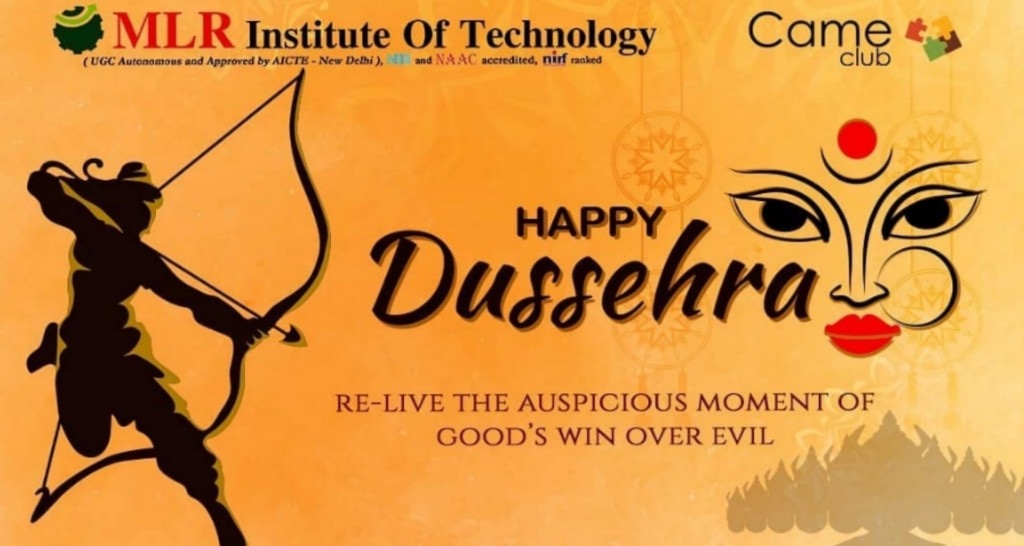 MLR Institute Of Technology
( UGC Autonomous and Approved by AICTE - New Delhi ), and NAAC accredited, nirf ranked
Came
club
HAPPY
Dussehra
RE-LIVE THE AUSPICIOUS MOMENT OF
GOOD'S WIN OVER EVIL